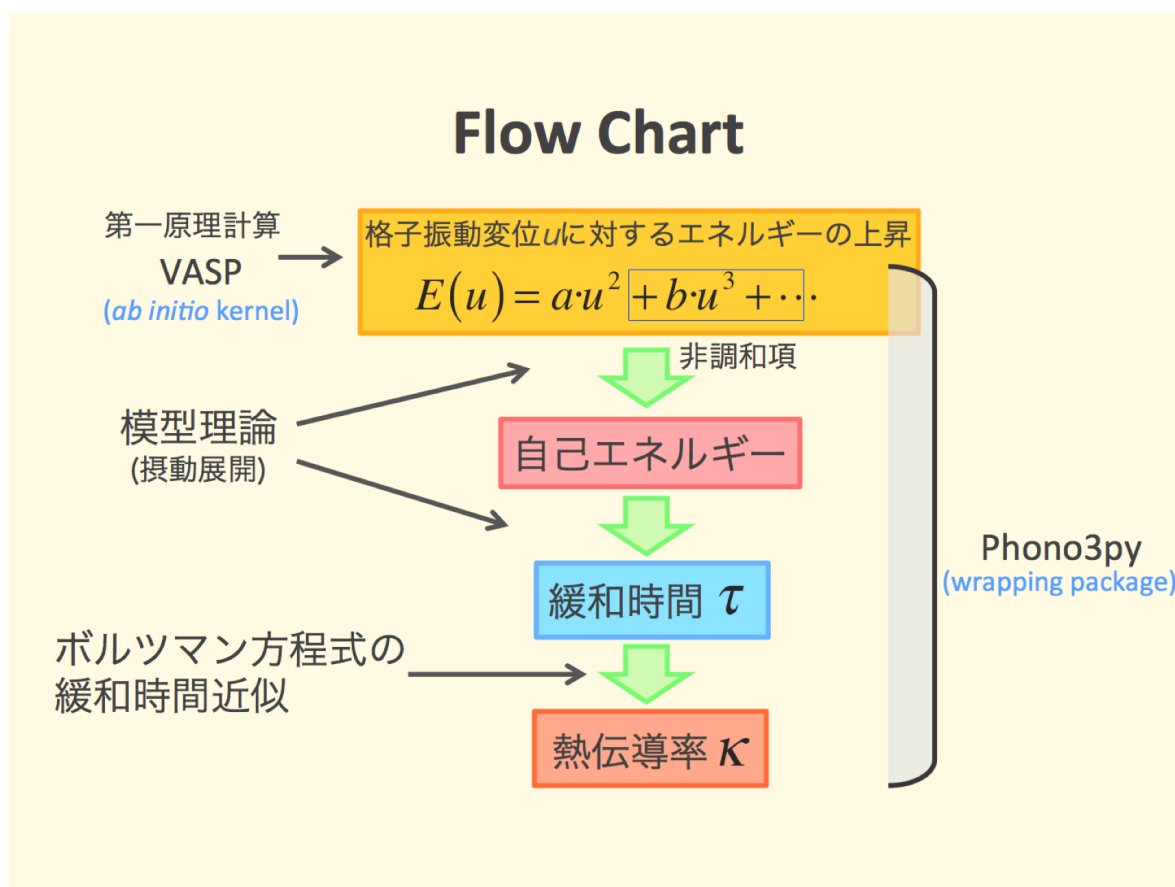 Flow Chart
第一原理計算
VASP
(ab initio kernel)
格子振動変位uに対するエネルギーの上昇
E(u) = a·u² + b·u³ + ⋯
非調和項
模型理論
(摂動展開)
自己エネルギー
緩和時間 τ
Phono3py
(wrapping package)
ボルツマン方程式の
緩和時間近似
熱伝導率 κ